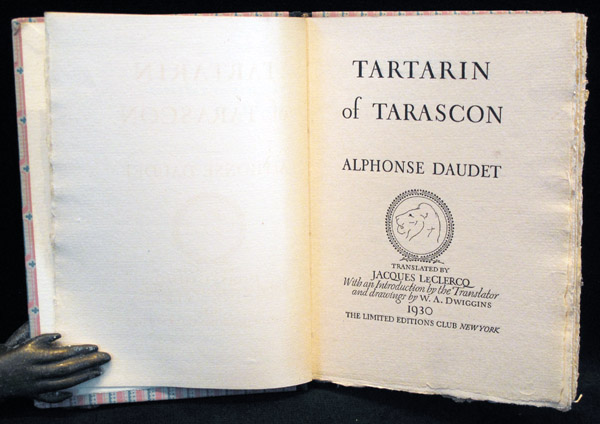 TARTARIN
of TARASCON
ALPHONSE DAUDET
TRANSLATED BY
JACQUES LECLERCQ
With an Introduction by the Translator
and drawings by W. A. DWIGGINS
1930
THE LIMITED EDITIONS CLUB NEW YORK